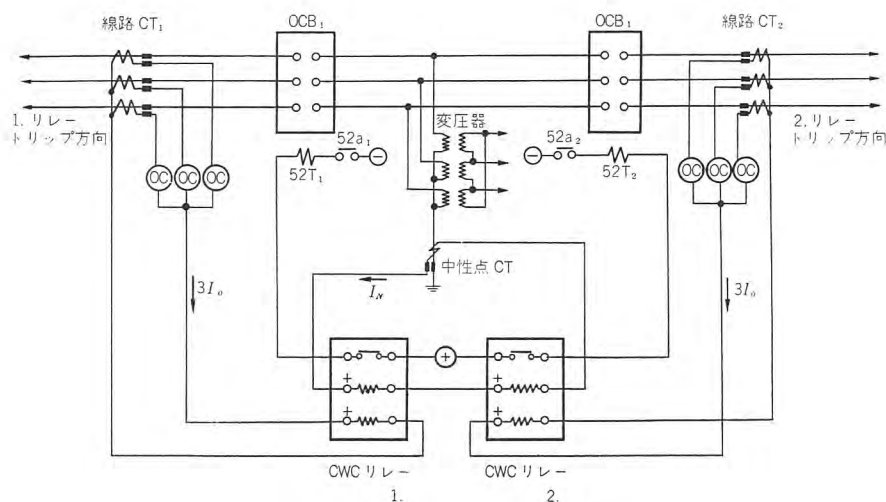 線路 CT₁
OCB₁
OCB₁
線路 CT₂
1. リレー
トリップ方向
変圧器
2. リレー
トリップ方向
52a₁
52T₁
−
−
52a₂
52T₂
OC OC OC
OC OC OC
中性点 CT
I_N
3I₀
3I₀
+
+
+
+
+
CWC リレー
1.
CWC リレー
2.